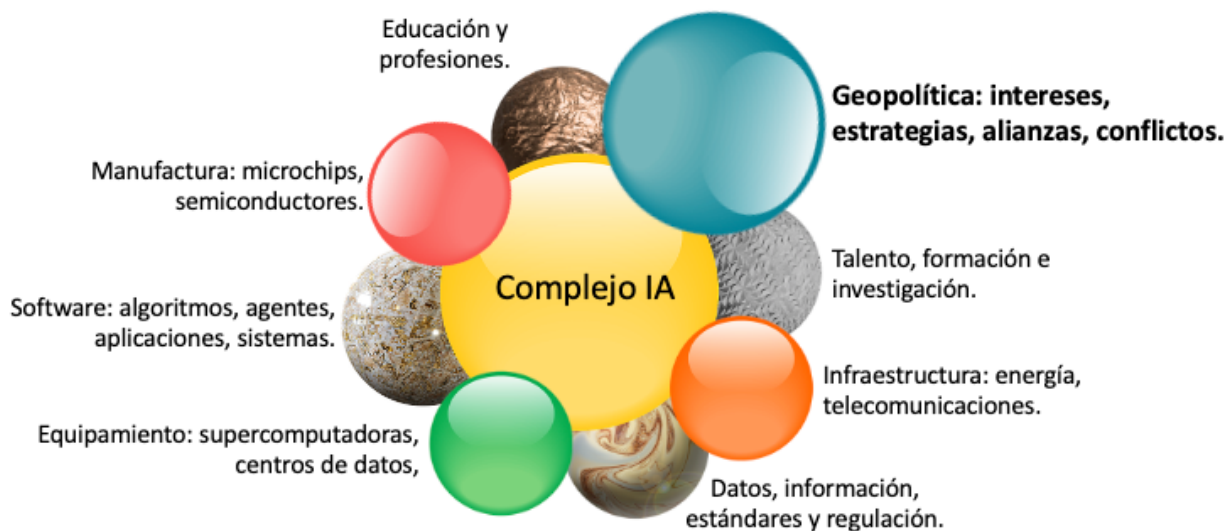 Educación y
profesiones.
Geopolítica: intereses,
estrategias, alianzas, conflictos.
Manufactura: microchips,
semiconductores.
Complejo IA
Talento, formación e
investigación.
Software: algoritmos, agentes,
aplicaciones, sistemas.
Infraestructura: energía,
telecomunicaciones.
Equipamiento: supercomputadoras,
centros de datos,
Datos, información,
estándares y regulación.